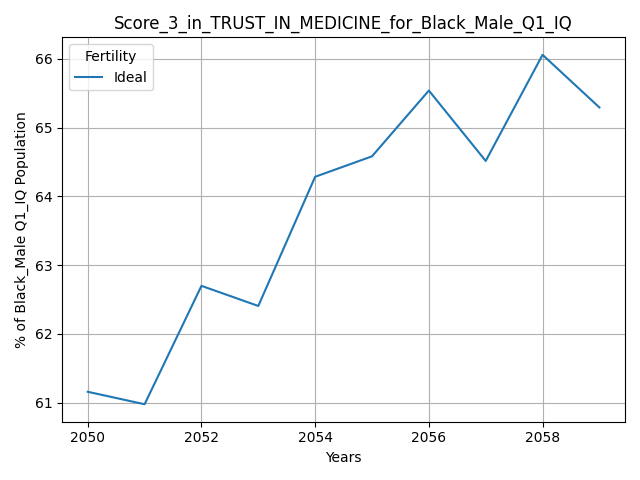 Score_3_in_TRUST_IN_MEDICINE_for_Black_Male_Q1_IQ
Fertility
Ideal
% of Black_Male Q1_IQ Population
66
65
64
63
62
61
2050
2052
2054
2056
2058
Years